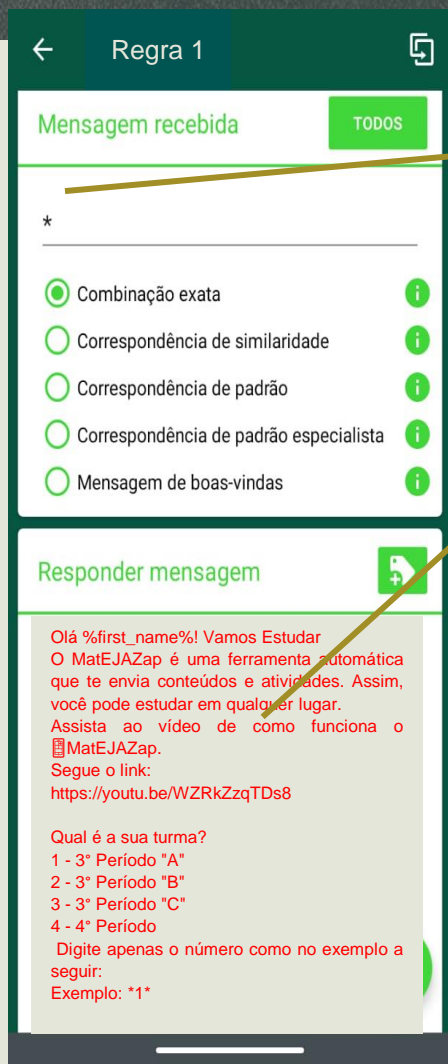 Regra 1
Mensagem recebida
TODOS
*
Combinação exata
Correspondência de similaridade
Correspondência de padrão
Correspondência de padrão especialista
Mensagem de boas-vindas
Responder mensagem
Olá %first_name%! Vamos Estudar
O MatEJAZap é uma ferramenta automática
que te envia conteúdos e atividades. Assim,
você pode estudar em qualquer lugar.
Assista ao vídeo de como funciona o
📱MatEJAZap.
Segue o link:
https://youtu.be/WZRkZzqTDs8
Qual é a sua turma?
1 - 3° Período "A"
2 - 3° Período "B"
3 - 3° Período "C"
4 - 4° Período
Digite apenas o número como no exemplo a
seguir:
Exemplo: *1*